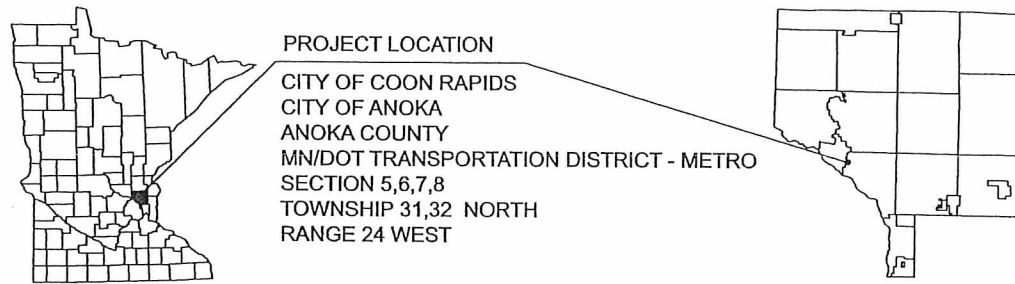 PROJECT LOCATION
CITY OF COON RAPIDS
CITY OF ANOKA
ANOKA COUNTY
MN/DOT TRANSPORTATION DISTRICT - METRO
SECTION 5,6,7,8
TOWNSHIP 31,32 NORTH
RANGE 24 WEST